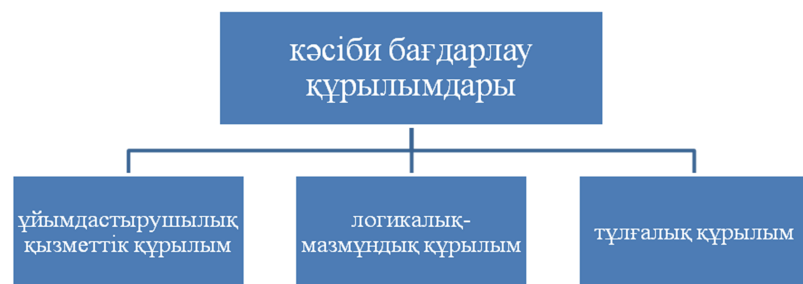 кәсіби бағдарлау
құрылымдары
ұйымдастырушылық
қызметтік құрылым
логикалық-
мазмұндық құрылым
тұлғалық құрылым